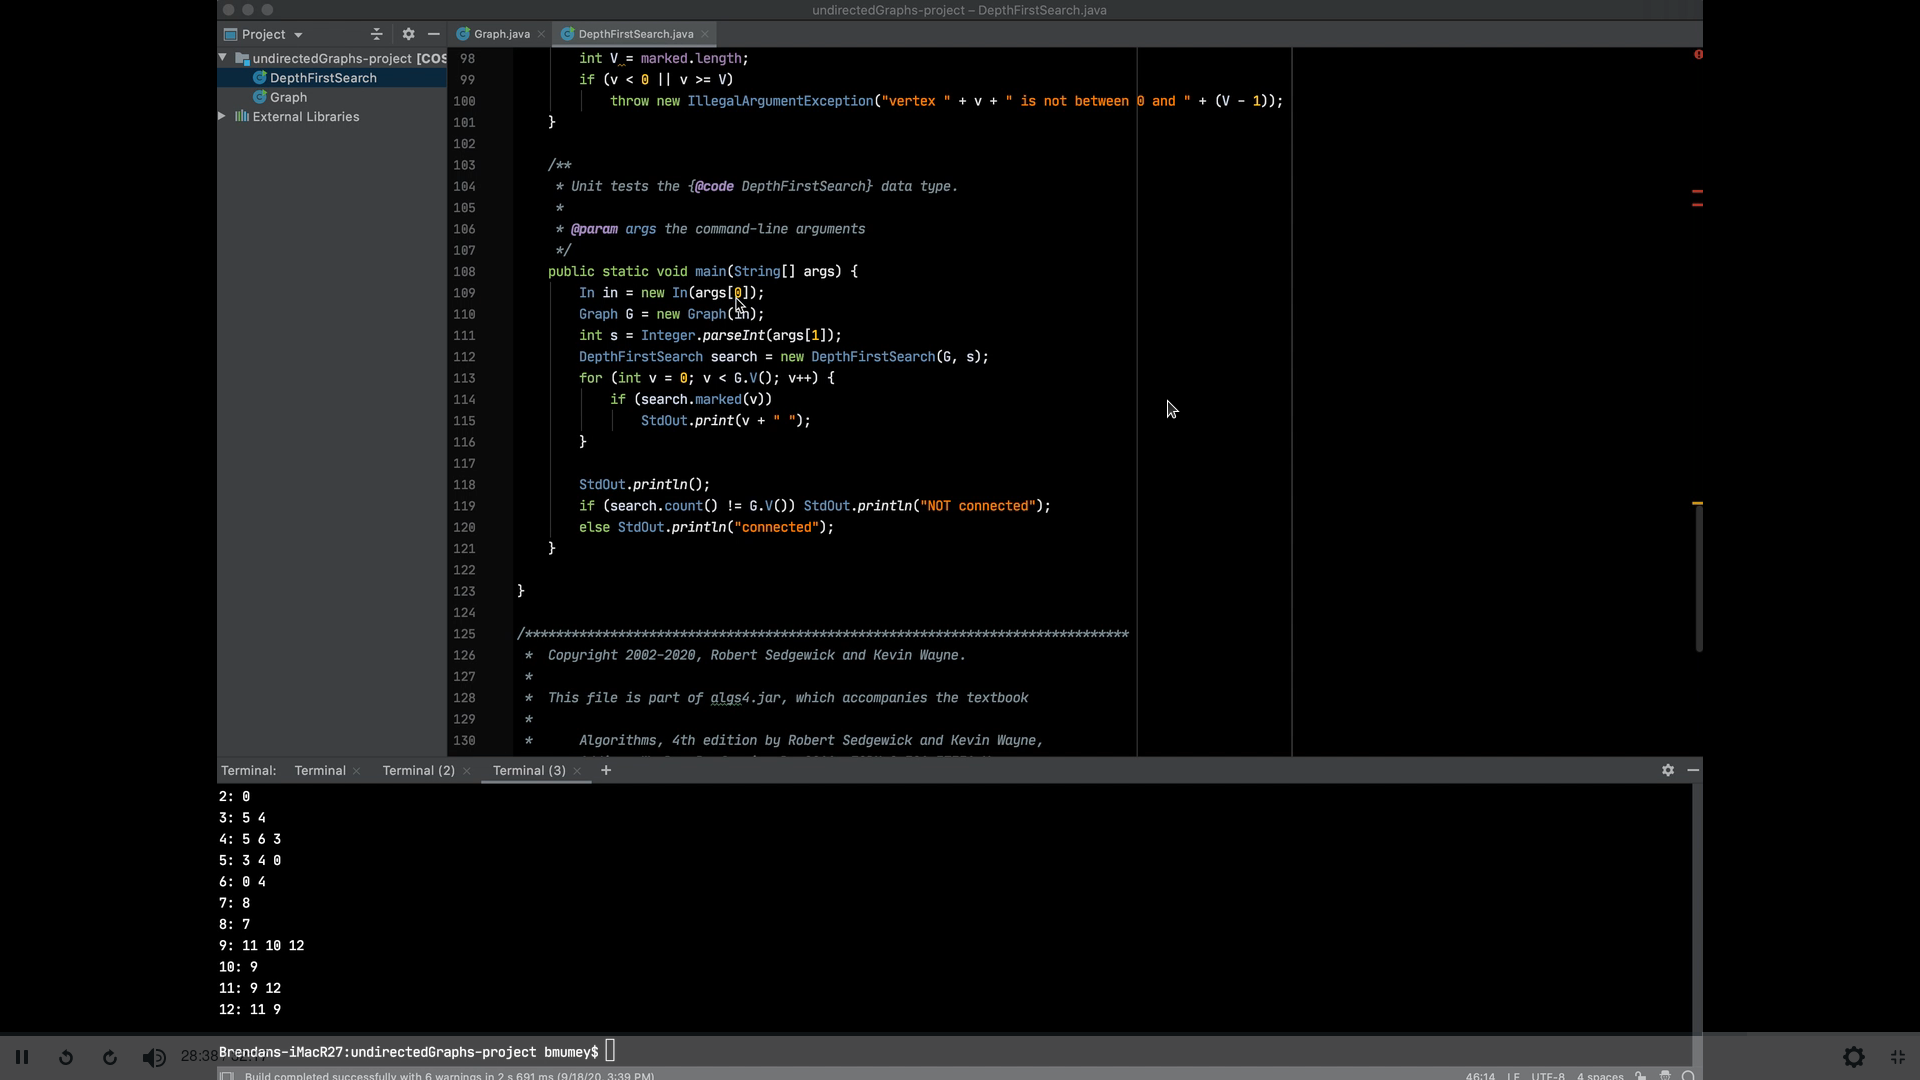 undirectedGraphs-project – DepthFirstSearch.java
Project
Graph.java
DepthFirstSearch.java
undirectedGraphs-project [COS
DepthFirstSearch
Graph
External Libraries
98 int V = marked.length;
99 if (v < 0 || v >= V)
100 throw new IllegalArgumentException("vertex " + v + " is not between 0 and " + (V - 1));
101 }
102
103 /**
104 * Unit tests the {@code DepthFirstSearch} data type.
105 *
106 * @param args the command-line arguments
107 */
108 public static void main(String[] args) {
109 In in = new In(args[0]);
110 Graph G = new Graph(in);
111 int s = Integer.parseInt(args[1]);
112 DepthFirstSearch search = new DepthFirstSearch(G, s);
113 for (int v = 0; v < G.V(); v++) {
114 if (search.marked(v))
115 StdOut.print(v + " ");
116 }
117
118 StdOut.println();
119 if (search.count() != G.V()) StdOut.println("NOT connected");
120 else StdOut.println("connected");
121 }
122
123 }
124
125 /******************************************************************************
126 * Copyright 2002-2020, Robert Sedgewick and Kevin Wayne.
127 *
128 * This file is part of algs4.jar, which accompanies the textbook
129 *
130 * Algorithms, 4th edition by Robert Sedgewick and Kevin Wayne,
Terminal: Terminal Terminal (2) Terminal (3) +
2: 0
3: 5 4
4: 5 6 3
5: 3 4 0
6: 0 4
7: 8
8: 7
9: 11 10 12
10: 9
11: 9 12
12: 11 9
28:38
Brendans-iMacR27:undirectedGraphs-project bmumey$
Build completed successfully with 6 warnings in 2 s 691 ms (9/18/20, 3:39 PM)
46:14 LF UTF-8 4 spaces